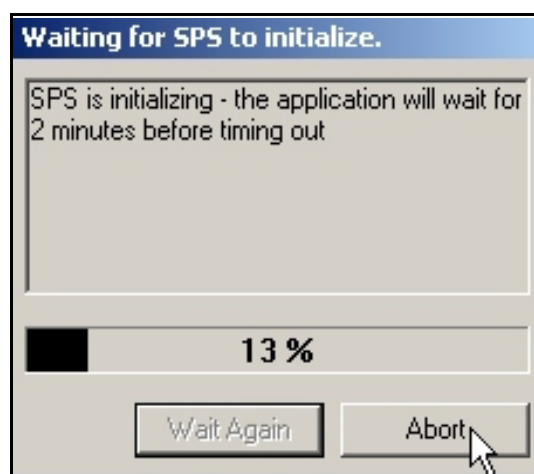 Waiting for SPS to initialize.
SPS is initializing - the application will wait for
2 minutes before timing out
13 %
Wait Again
Abort